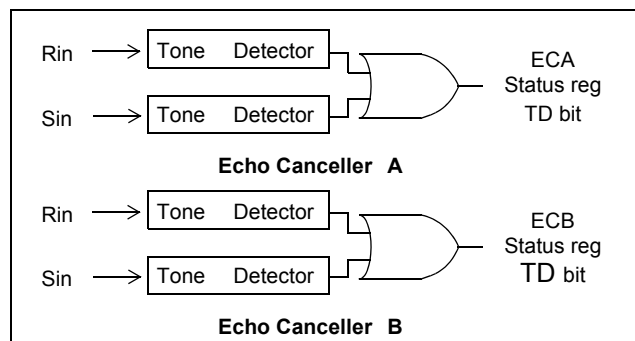 Rin
Tone Detector
Sin
Tone Detector
ECA
Status reg
TD bit
Echo Canceller A
Rin
Tone Detector
Sin
Tone Detector
ECB
Status reg
TD bit
Echo Canceller B